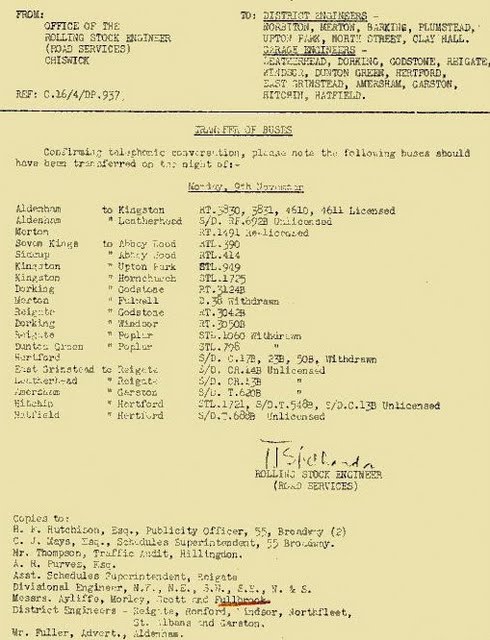 FROM:
TO: DISTRICT ENGINEERS -
OFFICE OF THE
NORBITON, MERTON, BARKING, PLUMSTEAD,
ROLLING STOCK ENGINEER
UPTON PARK, NORTH STREET, CLAY HALL.
(ROAD SERVICES)
GARAGE ENGINEERS -
CHISWICK
LEATHERHEAD, DORKING, GODSTONE, REIGATE,
WINDSOR, DUNTON GREEN, HERTFORD,
EAST GRINSTEAD, AMERSHAM, GARSTON,
REF: C.16/4/DP.937
HITCHIN, HATFIELD.
TRANSFER OF BUSES
Confirming telephonic conversation, please note the following buses should
have been transferred on the night of:-
Monday, 9th November
Aldenham to Kingston RT.3830, 3831, 4610, 4611 Licensed
Aldenham " Leatherhead S/D. RF.692B Unlicensed
Merton RT.1491 Re-licensed
Seven Kings to Abbey Wood RTL.390
Sidcup " Abbey Wood RTL.414
Kingston " Upton Park STL.949
Kingston " Hornchurch STL.1725
Dorking " Godstone RT.3124B
Merton " Fulwell D.38 Withdrawn
Reigate " Godstone RT.3042B
Dorking " Windsor RT.3050B
Reigate " Poplar STL.1060 Withdrawn
Dunton Green " Poplar STL.798 "
Hertford S/D. C.17B, 23B, 50B, Withdrawn
East Grinstead to Reigate S/D. CR.14B Unlicensed
Leatherhead " Reigate S/D. CR.13B "
Amersham " Garston S/D. T.620B "
Hitchin " Hertford STL.1721, S/D.T.548B, S/D.C.13B Unlicensed
Hatfield " Hertford S/D.T.688B Unlicensed
ROLLING STOCK ENGINEER
(ROAD SERVICES)
Copies to:
H. F. Hutchison, Esq., Publicity Officer, 55, Broadway (2)
C. J. Mays, Esq., Schedules Superintendent, 55 Broadway.
Mr. Thompson, Traffic Audit, Hillingdon.
A. H. Purves, Esq.
Asst. Schedules Superintendent, Reigate
Divisional Engineer, N.W., N.E., S.W., S.E., N. & S.
Messrs. Ayliffe, Morley, Scott and Fullbrook
District Engineers - Reigate, Romford, Windsor, Northfleet,
St. Albans and Garston.
Mr. Fuller, Advert., Aldenham.